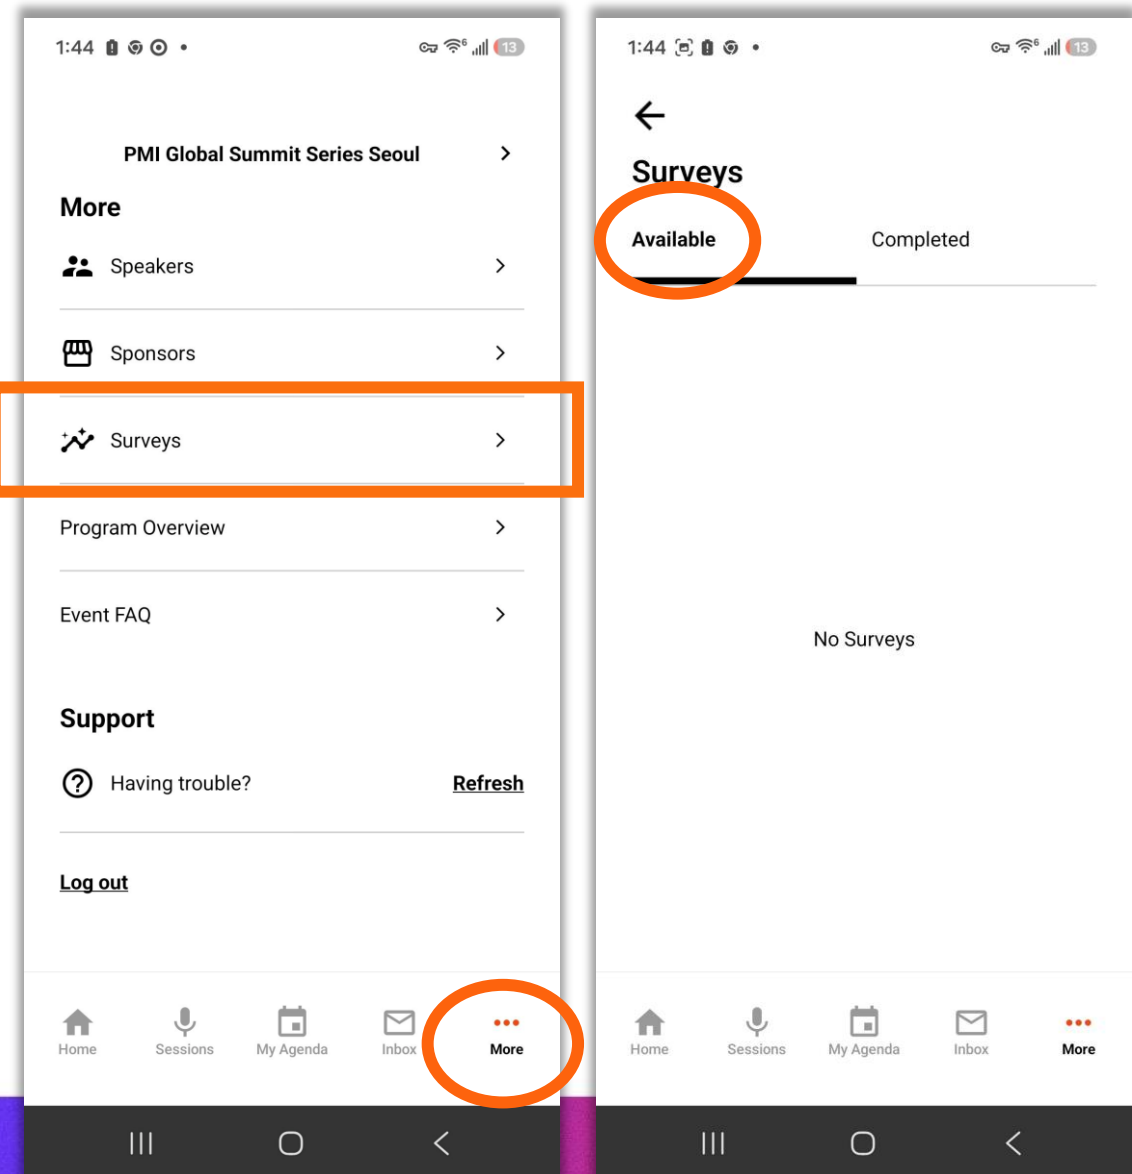 1:44
13
PMI Global Summit Series Seoul
More
Speakers
Sponsors
Surveys
Program Overview
Event FAQ
Support
Having trouble? Refresh
Log out
Home Sessions My Agenda Inbox More
1:44
13
Surveys
Available Completed
No Surveys
Home Sessions My Agenda Inbox More